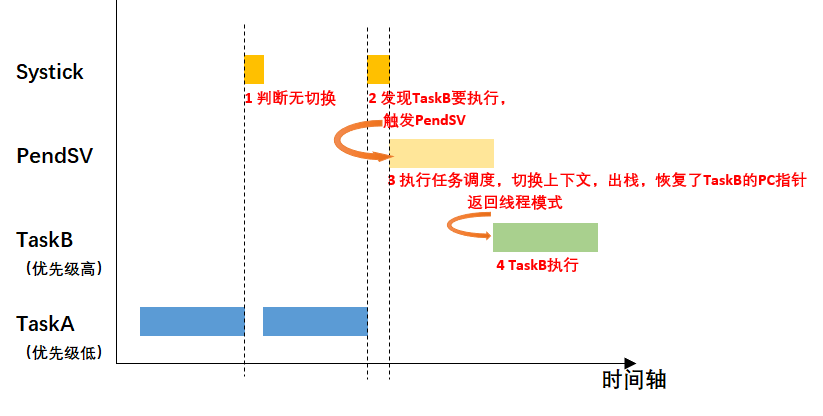 Systick
1 判断无切换
2 发现TaskB要执行，
触发PendSV
PendSV
3 执行任务调度，切换上下文，出栈，恢复了TaskB的PC指针
返回线程模式
TaskB
（优先级高）
4 TaskB执行
TaskA
（优先级低）
时间轴